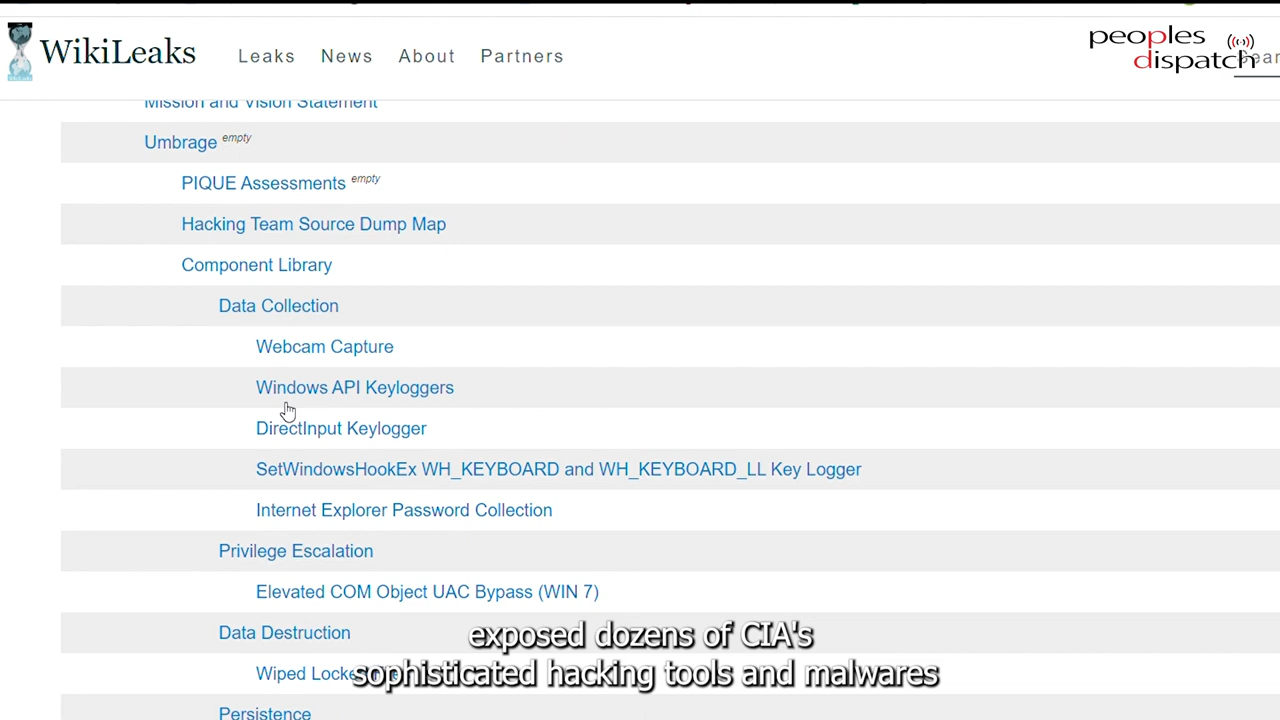 WikiLeaks
Leaks News About Partners
peoples
dispatch
Mission and Vision Statement
Umbrage empty
PIQUE Assessments empty
Hacking Team Source Dump Map
Component Library
Data Collection
Webcam Capture
Windows API Keyloggers
DirectInput Keylogger
SetWindowsHookEx WH_KEYBOARD and WH_KEYBOARD_LL Key Logger
Internet Explorer Password Collection
Privilege Escalation
Elevated COM Object UAC Bypass (WIN 7)
Data Destruction
exposed dozens of CIA's
Wiped
sophisticated hacking tools and malwares
Persistence